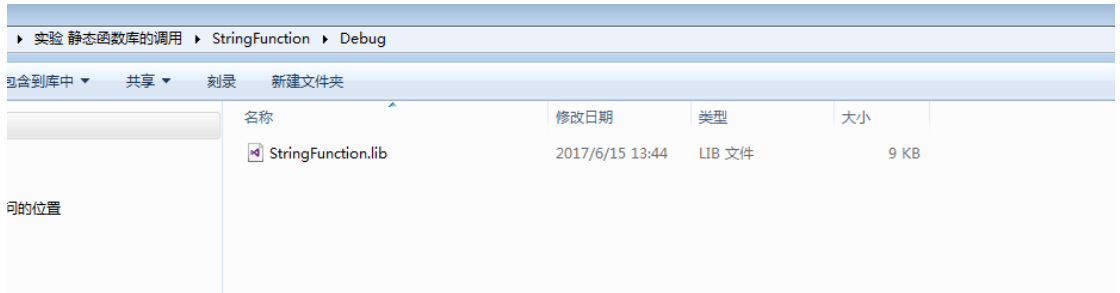 ▸ 实验 静态函数库的调用 ▸ StringFunction ▸ Debug
包含到库中 ▼ 共享 ▼ 刻录 新建文件夹
名称 修改日期 类型 大小
StringFunction.lib 2017/6/15 13:44 LIB 文件 9 KB
问的位置